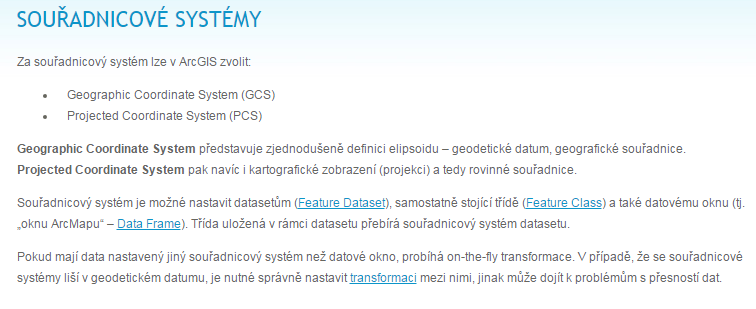 SOUŘADNICOVÉ SYSTÉMY
Za souřadnicový systém lze v ArcGIS zvolit:
• Geographic Coordinate System (GCS)
• Projected Coordinate System (PCS)
Geographic Coordinate System představuje zjednodušeně definici elipsoidu – geodetické datum, geografické souřadnice.
Projected Coordinate System pak navíc i kartografické zobrazení (projekci) a tedy rovinné souřadnice.
Souřadnicový systém je možné nastavit datasetům (Feature Dataset), samostatně stojící třídě (Feature Class) a také datovému oknu (tj.
„oknu ArcMapu“ – Data Frame). Třída uložená v rámci datasetu přebírá souřadnicový systém datasetu.
Pokud mají data nastavený jiný souřadnicový systém než datové okno, probíhá on-the-fly transformace. V případě, že se souřadnicové
systémy liší v geodetickém datumu, je nutné správně nastavit transformaci mezi nimi, jinak může dojít k problémům s přesností dat.